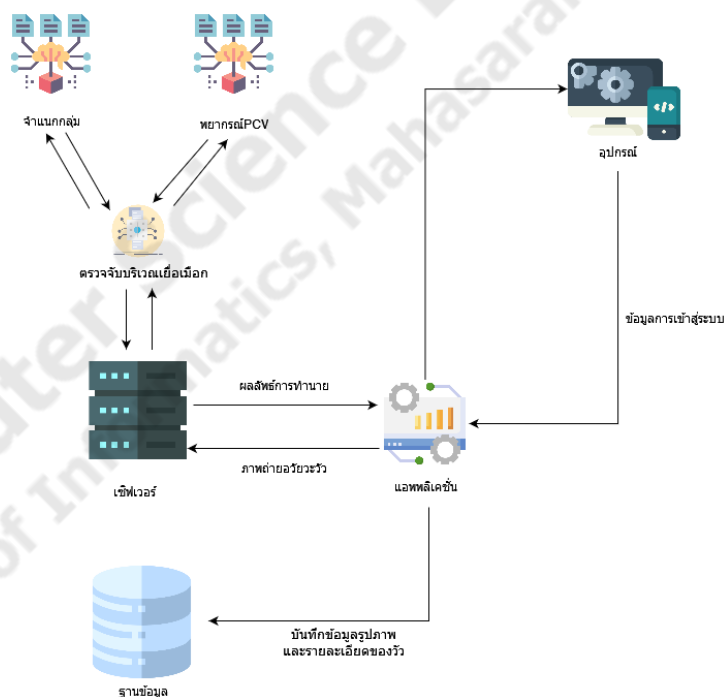 จำแนกกลุ่ม
พยากรณ์PCV
อุปกรณ์
ตรวจจับบริเวณเยื่อเมือก
ข้อมูลการเข้าสู่ระบบ
ผลลัพธ์การทำนาย
ภาพถ่ายอวัยวะวัว
เซิฟเวอร์
แอพพลิเคชั่น
บันทึกข้อมูลรูปภาพ
และรายละเอียดของวัว
ฐานข้อมูล
ter Science
of Informatics, Mahasara